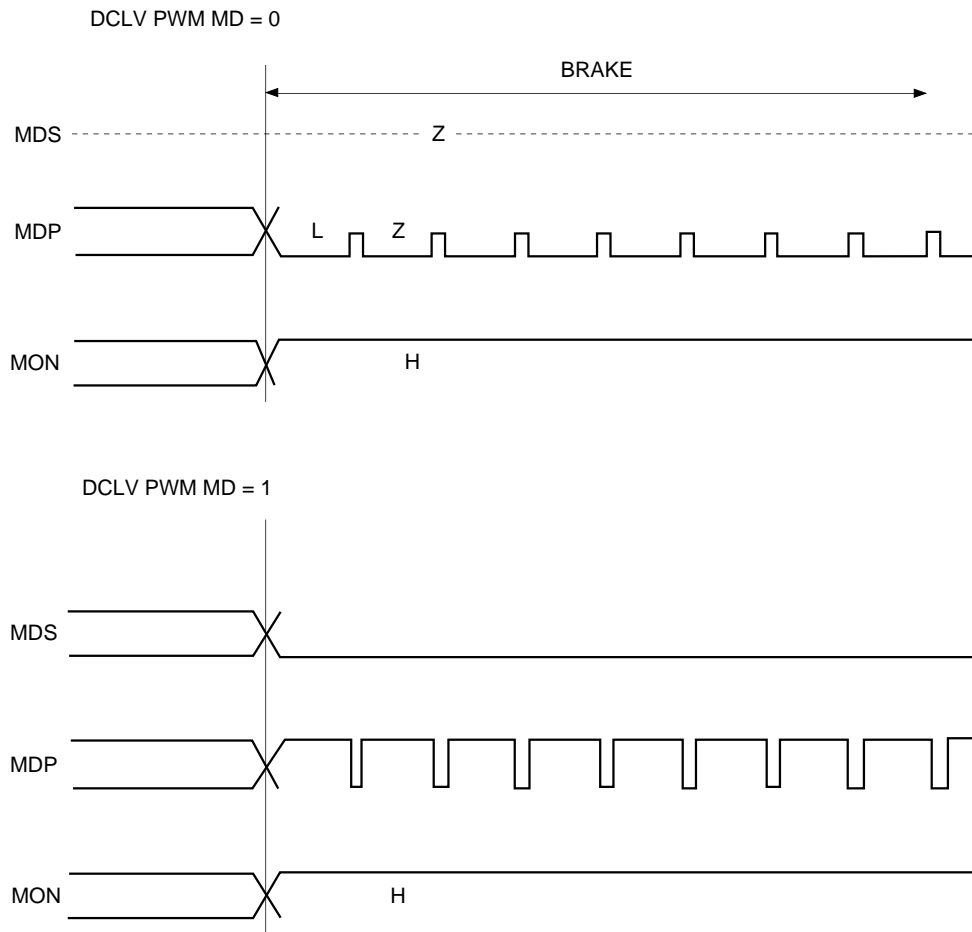 DCLV PWM MD = 0
BRAKE
MDS Z
MDP L Z
MON H
DCLV PWM MD = 1
MDS
MDP
MON H